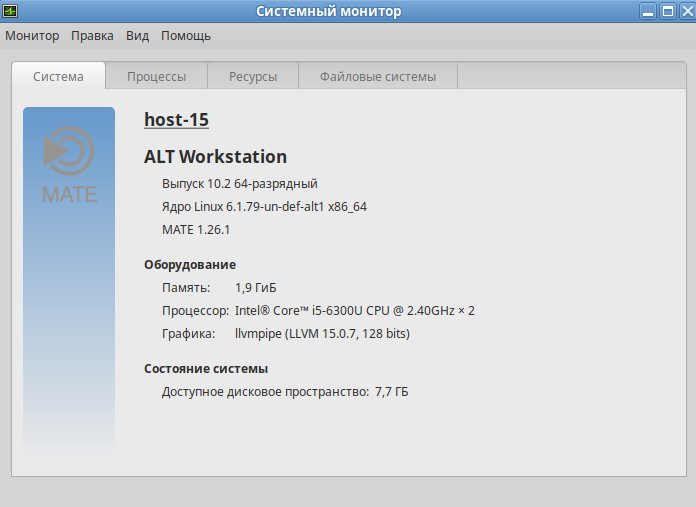 Системный монитор
Монитор Правка Вид Помощь
Система Процессы Ресурсы Файловые системы
MATE
host-15
ALT Workstation
Выпуск 10.2 64-разрядный
Ядро Linux 6.1.79-un-def-alt1 x86_64
MATE 1.26.1
Оборудование
Память: 1,9 ГиБ
Процессор: Intel® Core™ i5-6300U CPU @ 2.40GHz × 2
Графика: llvmpipe (LLVM 15.0.7, 128 bits)
Состояние системы
Доступное дисковое пространство: 7,7 ГБ